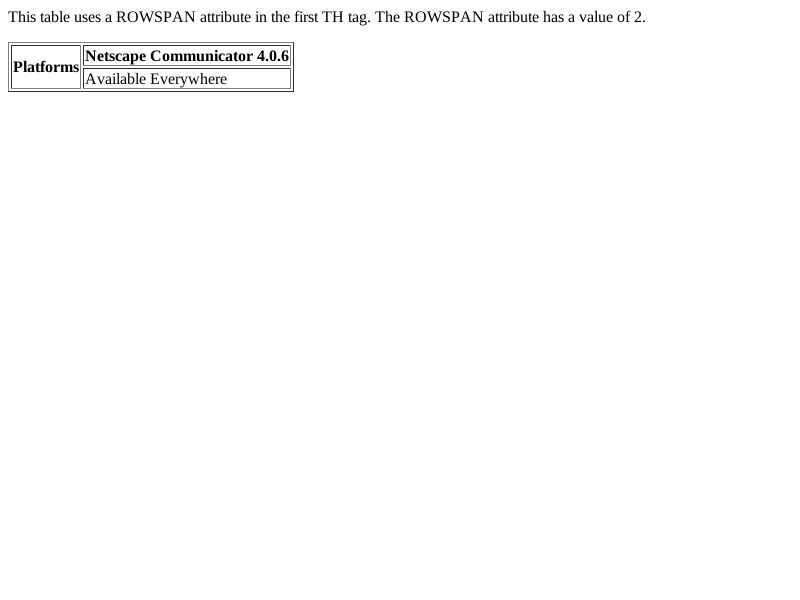 This table uses a ROWSPAN attribute in the first TH tag. The ROWSPAN attribute has a value of 2.
Platforms
Netscape Communicator 4.0.6
Available Everywhere